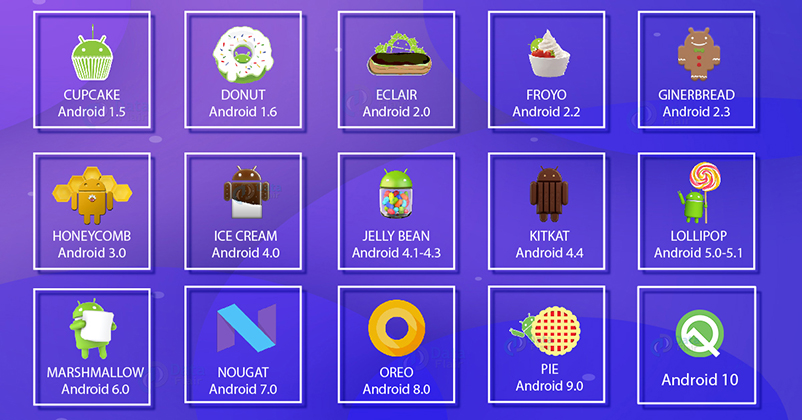 CUPCAKE
Android 1.5
DONUT
Android 1.6
ECLAIR
Android 2.0
FROYO
Android 2.2
GINERBREAD
Android 2.3
HONEYCOMB
Android 3.0
ICE CREAM
Android 4.0
JELLY BEAN
Android 4.1-4.3
KITKAT
Android 4.4
LOLLIPOP
Android 5.0-5.1
MARSHMALLOW
Android 6.0
NOUGAT
Android 7.0
OREO
Android 8.0
PIE
Android 9.0
Android 10